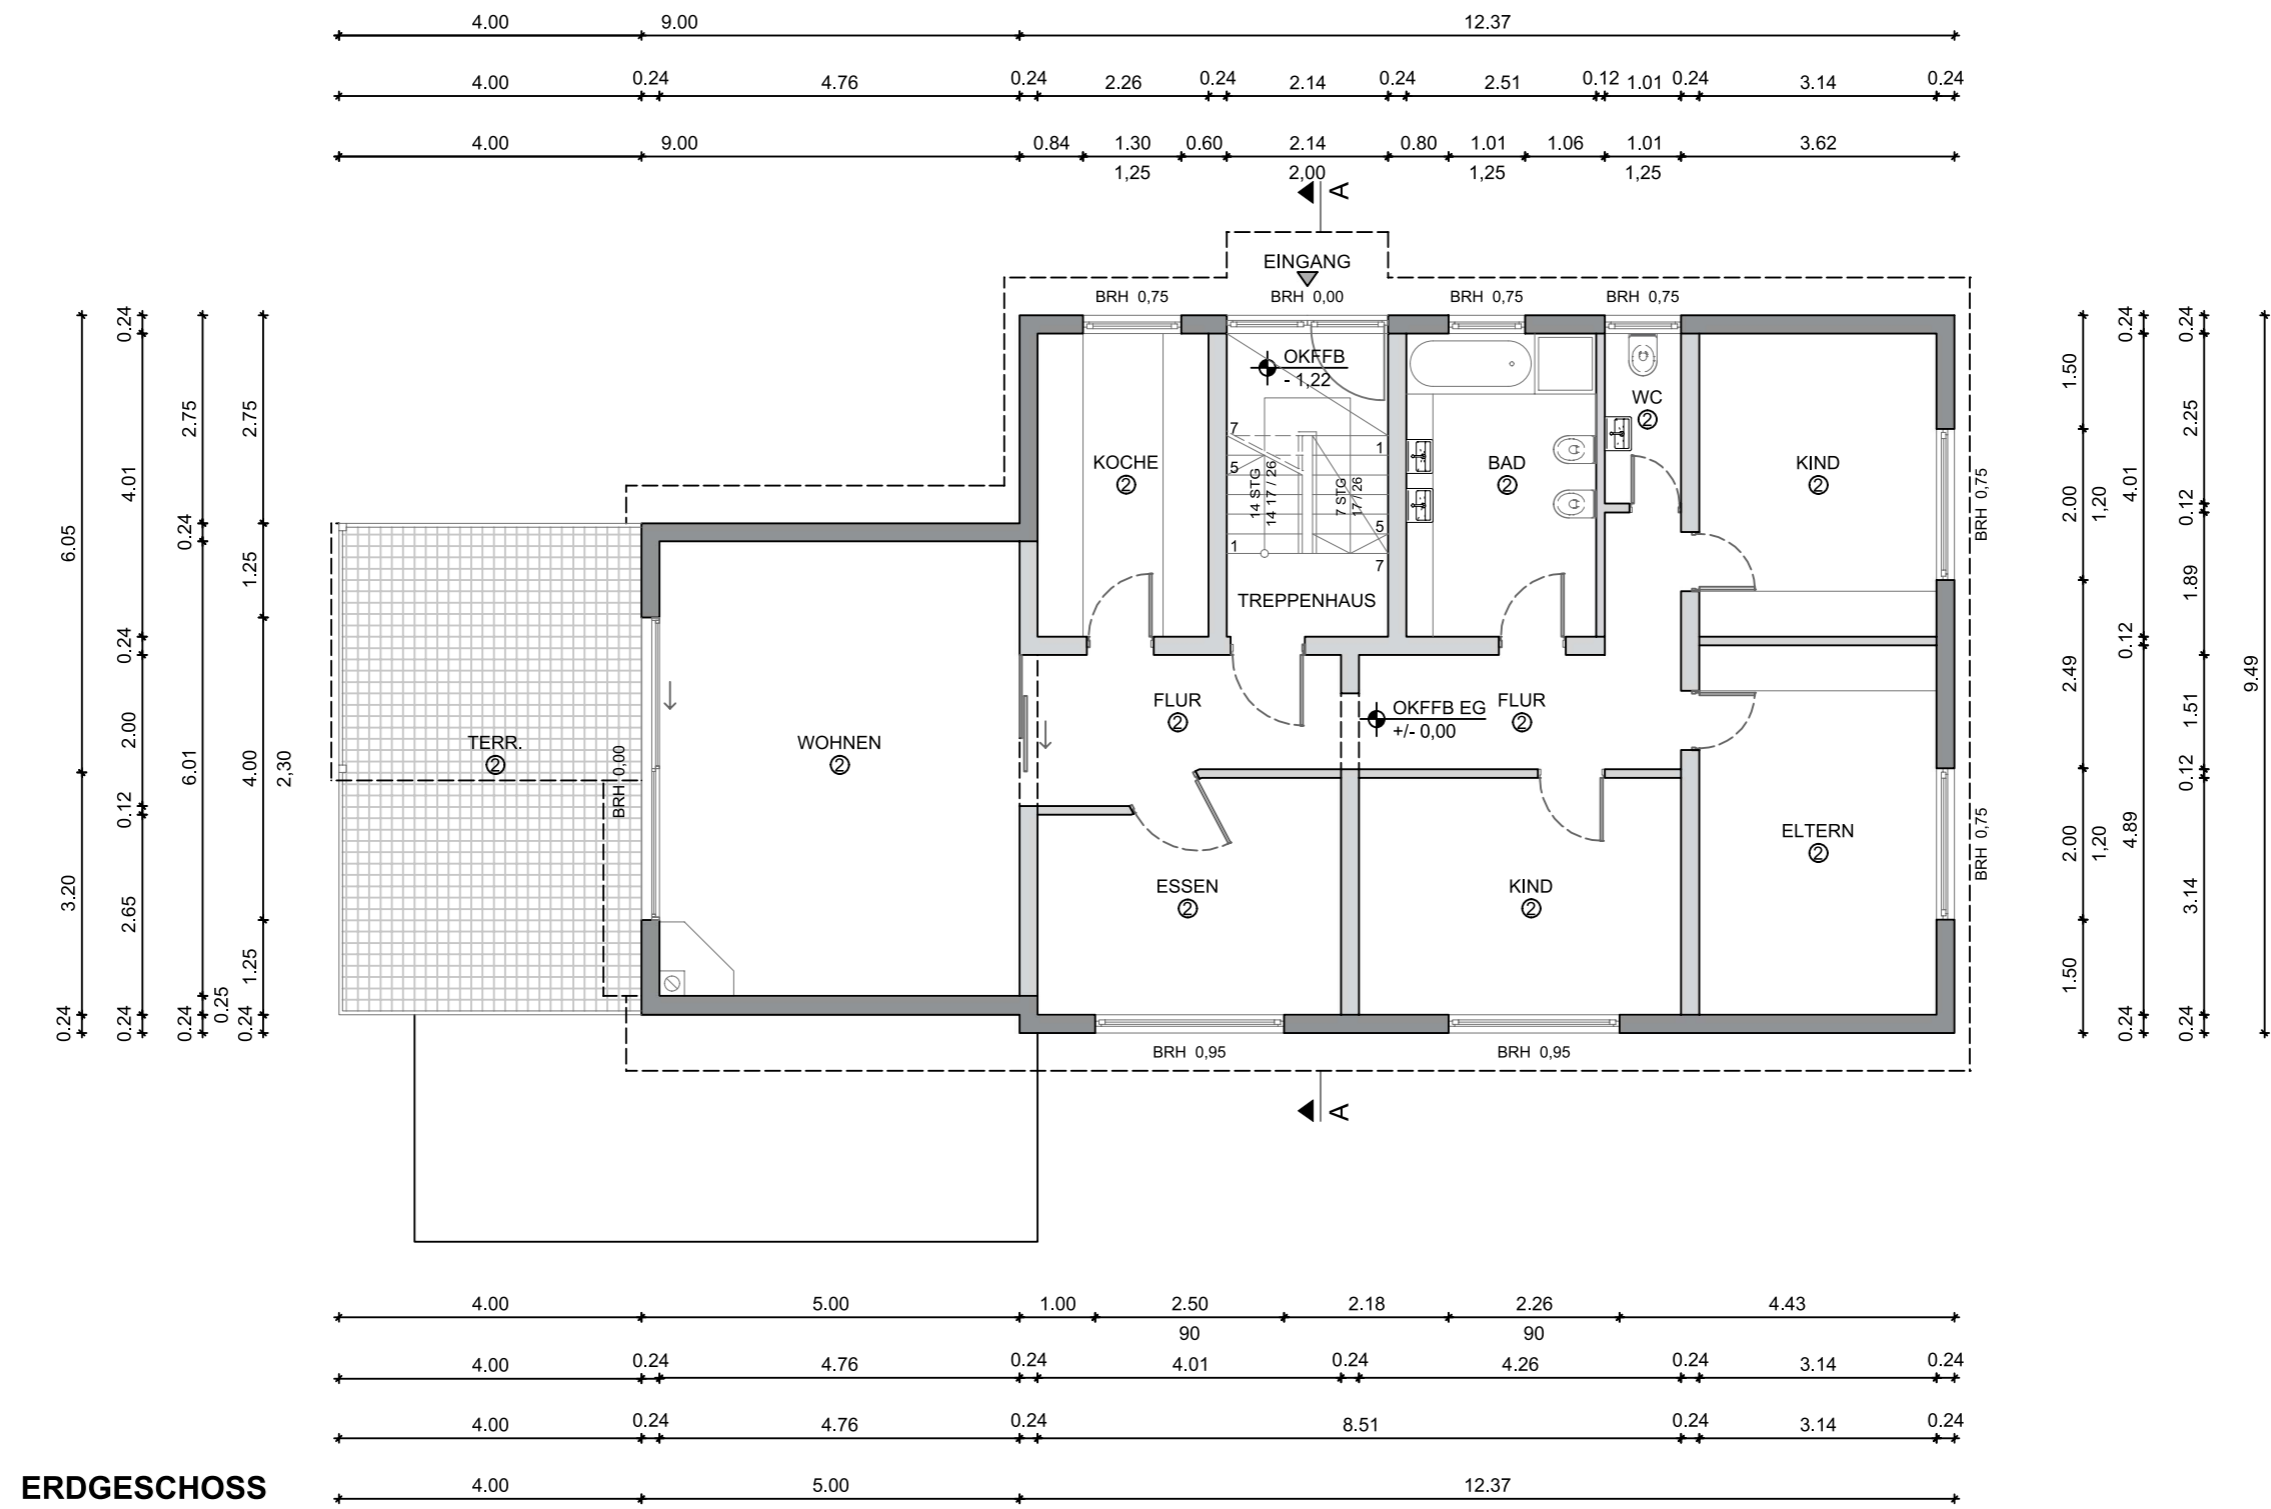 4.00 9.00 12.37
4.00 0.24 4.76 0.24 2.26 0.24 2.14 0.24 2.51 0.12 1.01 0.24 3.14 0.24
4.00 9.00 0.84 1.30 0.60 2.14 0.80 1.01 1.06 1.01 3.62
1,25 2,00 1,25 1,25
A
EINGANG
BRH 0,75 BRH 0,00 BRH 0,75 BRH 0,75
OKFFB
- 1,22
WC
2
KOCHE
2
7
5
1
14 STG
14 17 / 26
7 STG
17 / 26
1
5
7
TREPPENHAUS
BAD
2
KIND
2
BRH 0,75
FLUR
2
OKFFB EG
+/- 0,00
FLUR
2
TERR.
2
BRH 0,00
WOHNEN
2
ESSEN
2
KIND
2
ELTERN
2
BRH 0,75
BRH 0,95 BRH 0,95
A
6.05
3.20
0.24
0.24
4.01
0.24
2.00
0.12
2.65
0.24
2.75
0.24
6.01
0.24
0.25
2.75
1.25
4.00
2,30
1.25
0.24
1.50
2.00
1,20
2.49
2.00
1,20
1.50
0.24
4.01
0.12
4.89
0.24
0.24
2.25
0.12
1.89
1.51
0.12
3.14
0.24
9.49
4.00 5.00 1.00 2.50 2.18 2.26 4.43
90 90
4.00 0.24 4.76 0.24 4.01 0.24 4.26 0.24 3.14 0.24
4.00 0.24 4.76 0.24 8.51 0.24 3.14 0.24
ERDGESCHOSS
4.00 5.00 12.37